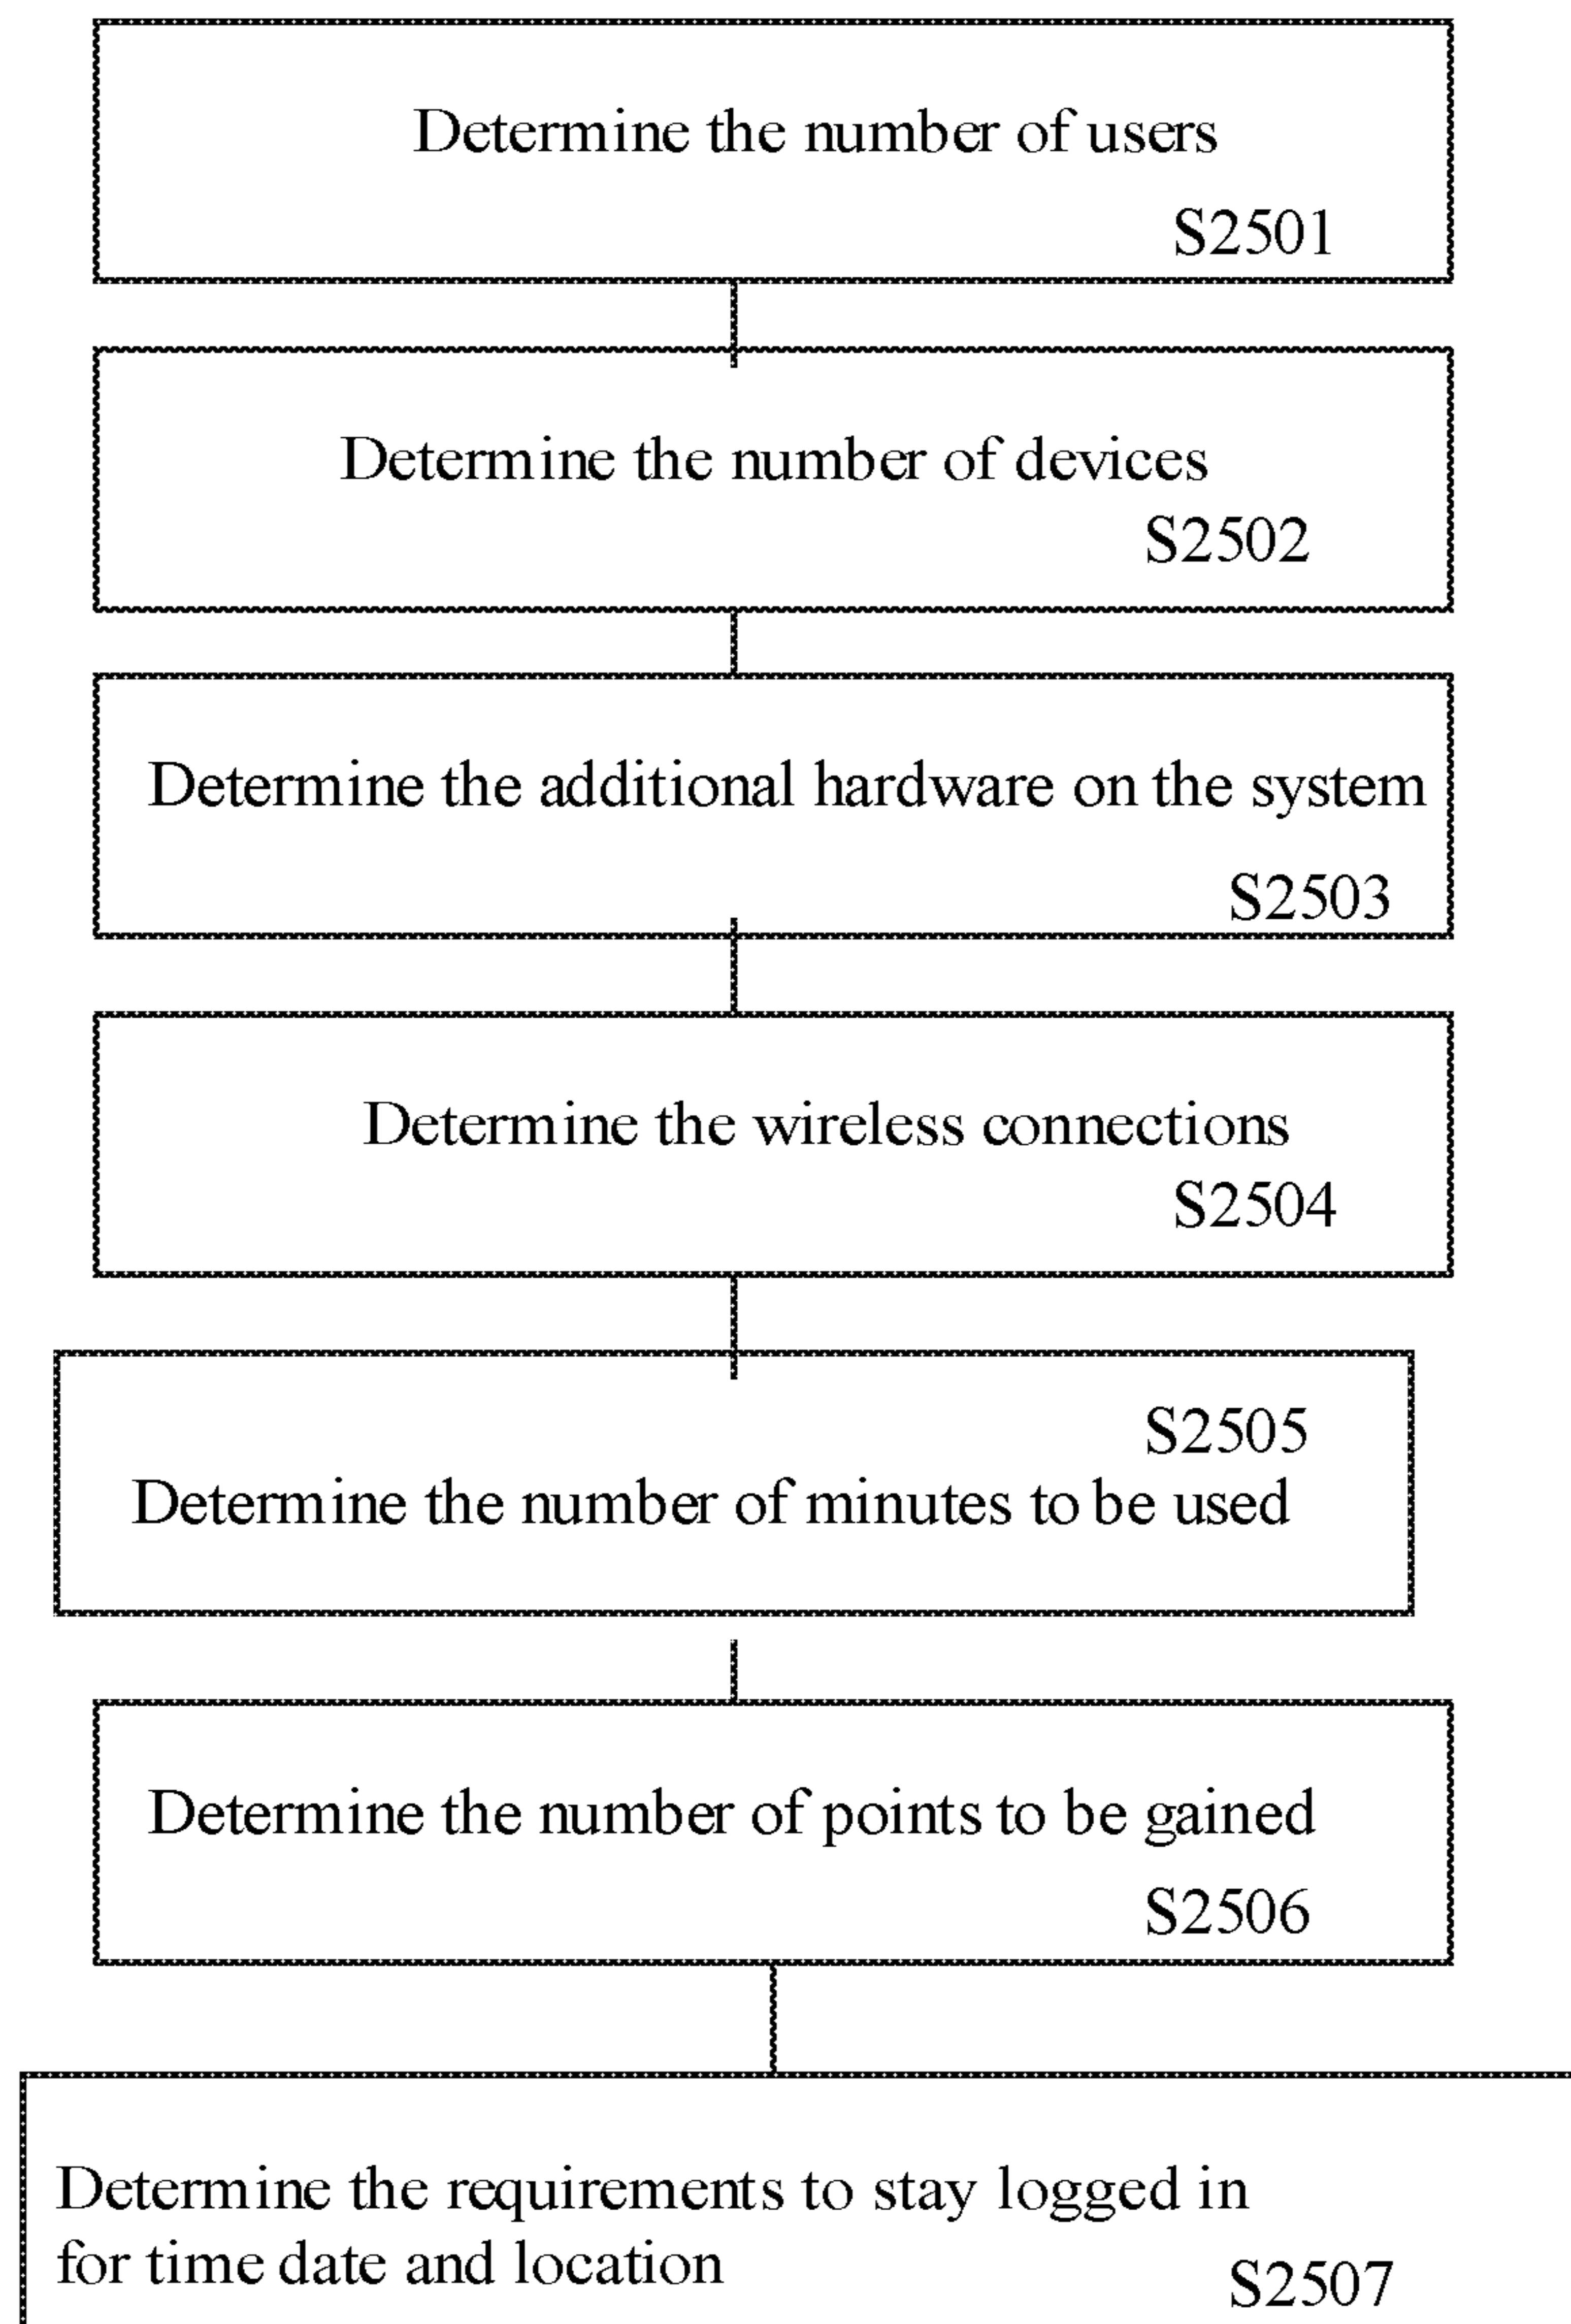 Determine the number of users
S2501
Determine the number of devices
S2502
Determine the additional hardware on the system
S2503
Determine the wireless connections
S2504
S2505
Determine the number of minutes to be used
Determine the number of points to be gained
S2506
Determine the requirements to stay logged in
for time date and location
S2507